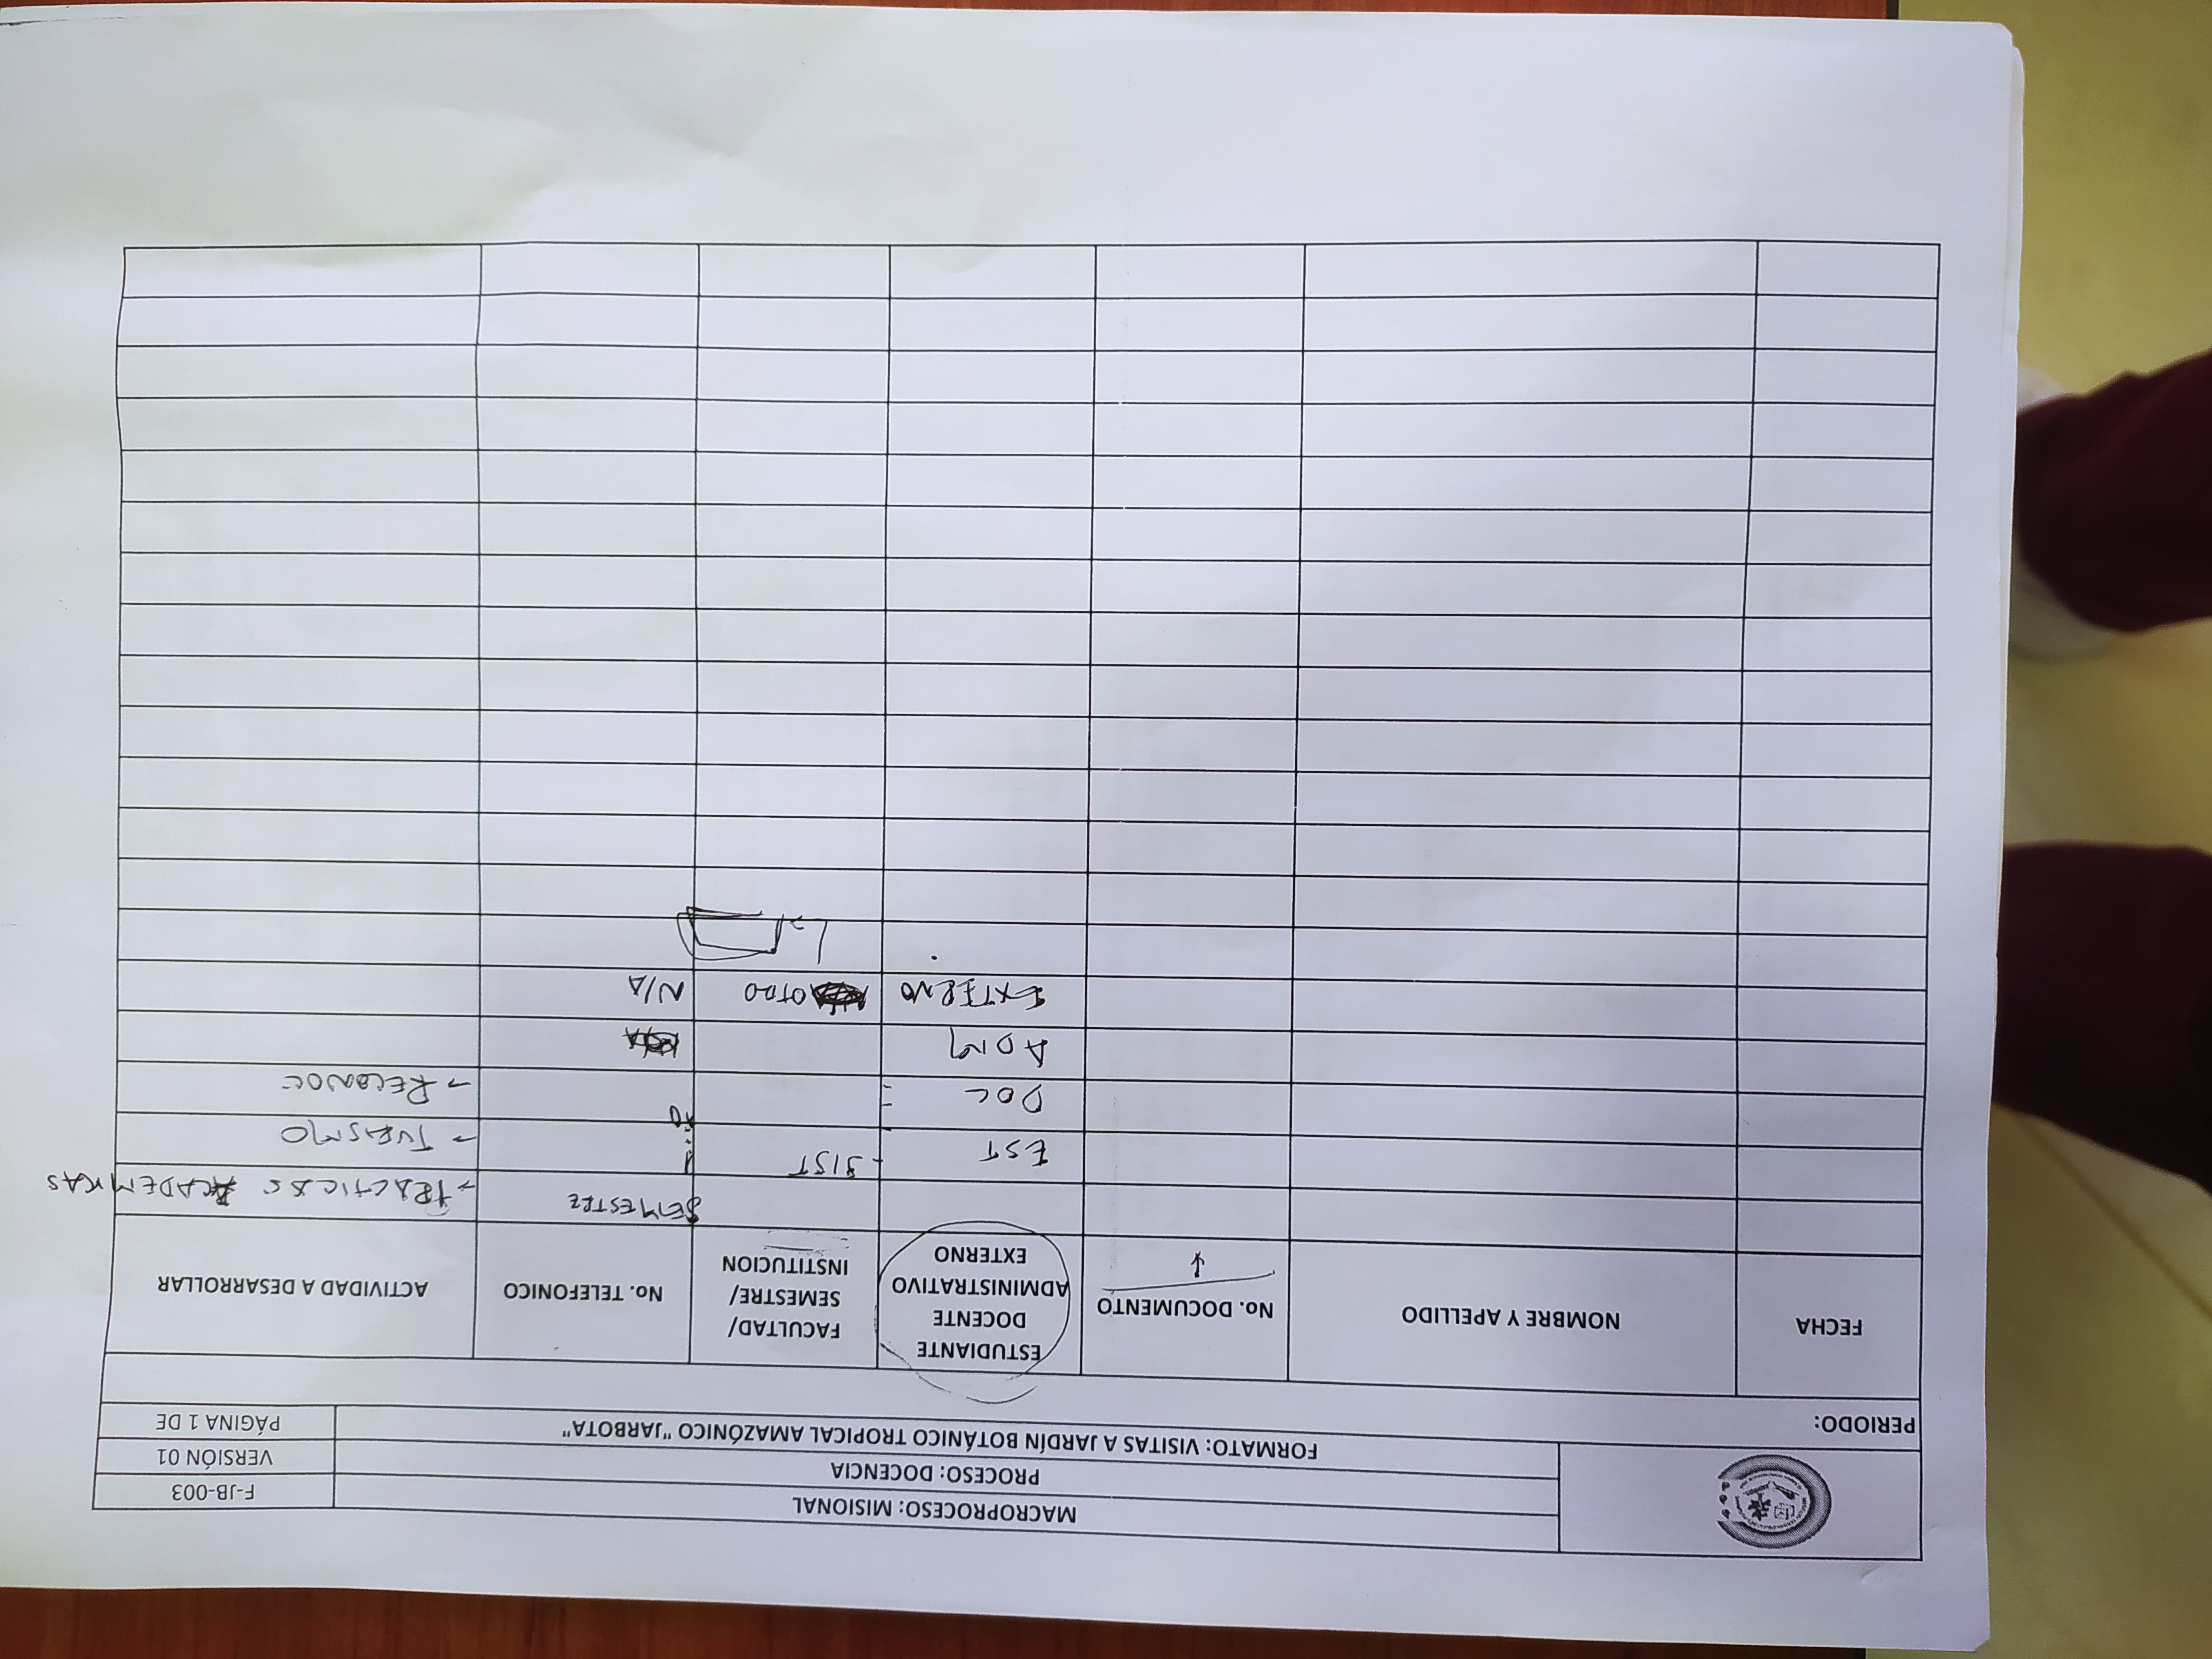 MACROPROCESO: MISIONAL
PROCESO: DOCENCIA
FORMATO: VISITAS A JARDÍN BOTÁNICO TROPICAL AMAZÓNICO "JARBOTA"
F-JB-003
VERSIÓN 01
PÁGINA 1 DE
PERIODO:
FECHA
NOMBRE Y APELLIDO
No. DOCUMENTO
ESTUDIANTE
DOCENTE
ADMINISTRATIVO
EXTERNO
FACULTAD/
SEMESTRE/
INSTITUCION
No. TELEFONICO
ACTIVIDAD A DESARROLLAR
SEMESTRE
→ PRACTICAS ACADEMICAS
EST
- SIST
1
→ TURISMO
10
DOC
→ RECONOC
ADM
EXTERNO
OTRO
N/A